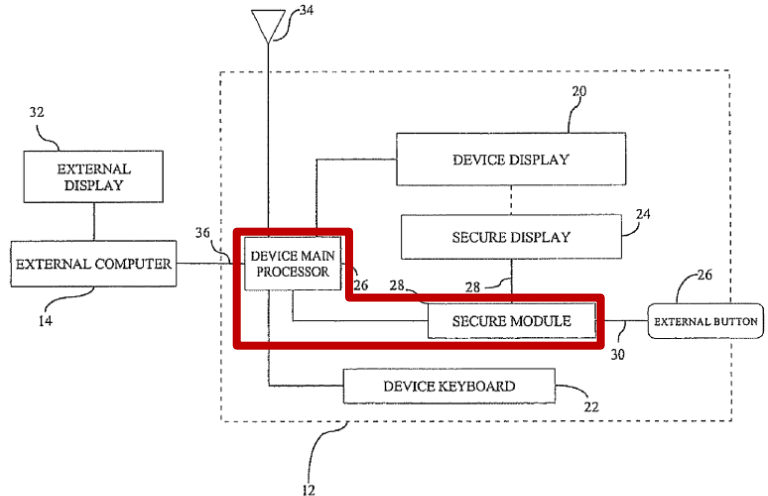 34
20
32
EXTERNAL
DISPLAY
DEVICE DISPLAY
24
SECURE DISPLAY
36
DEVICE MAIN
PROCESSOR
26
EXTERNAL COMPUTER
14
28
28
26
SECURE MODULE
EXTERNAL BUTTON
30
DEVICE KEYBOARD
22
12